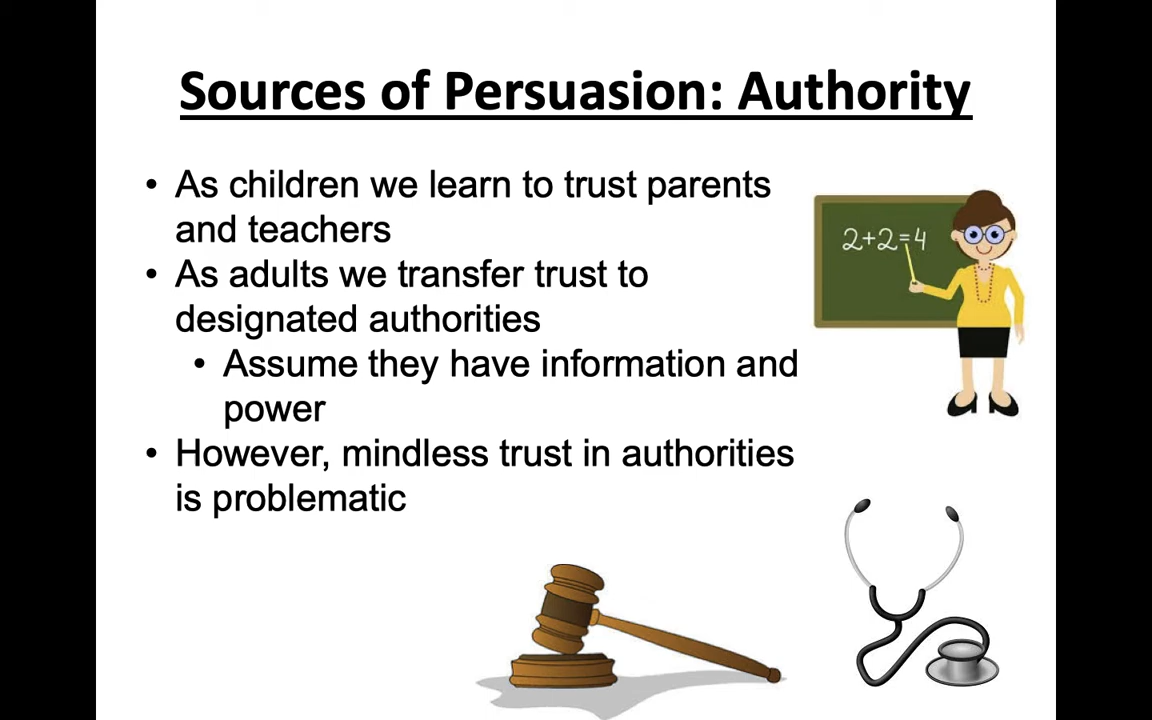 Sources of Persuasion: Authority
• As children we learn to trust parents
and teachers
• As adults we transfer trust to
designated authorities
• Assume they have information and
power
• However, mindless trust in authorities
is problematic
2+2=4